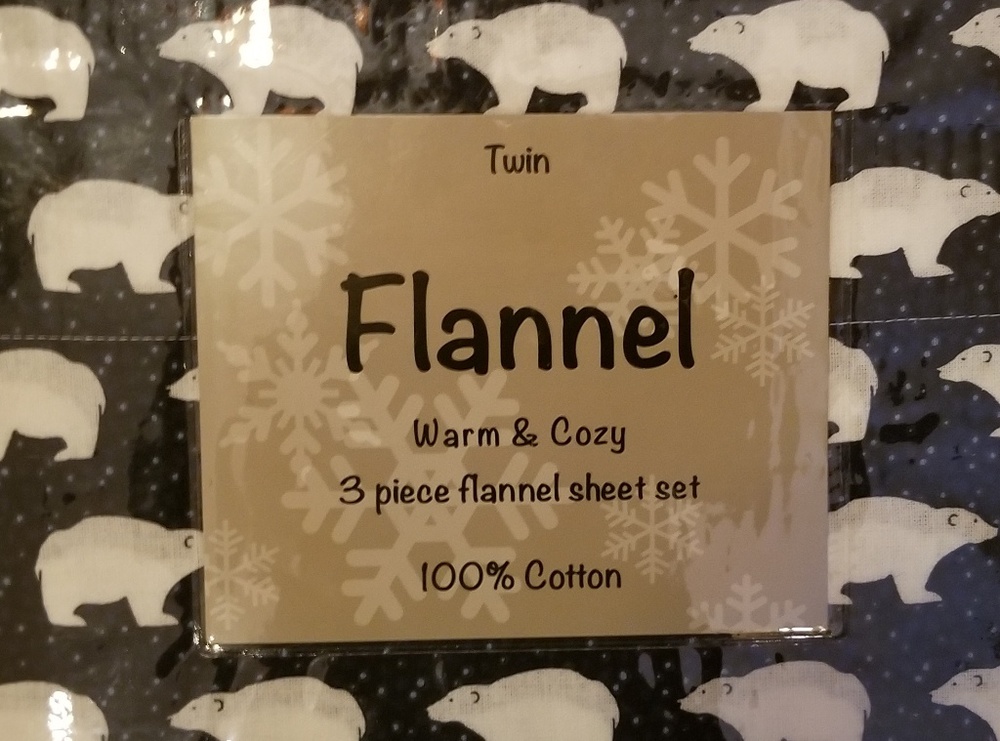 Twin
Flannel
Warm & Cozy
3 piece flannel sheet set
100% Cotton